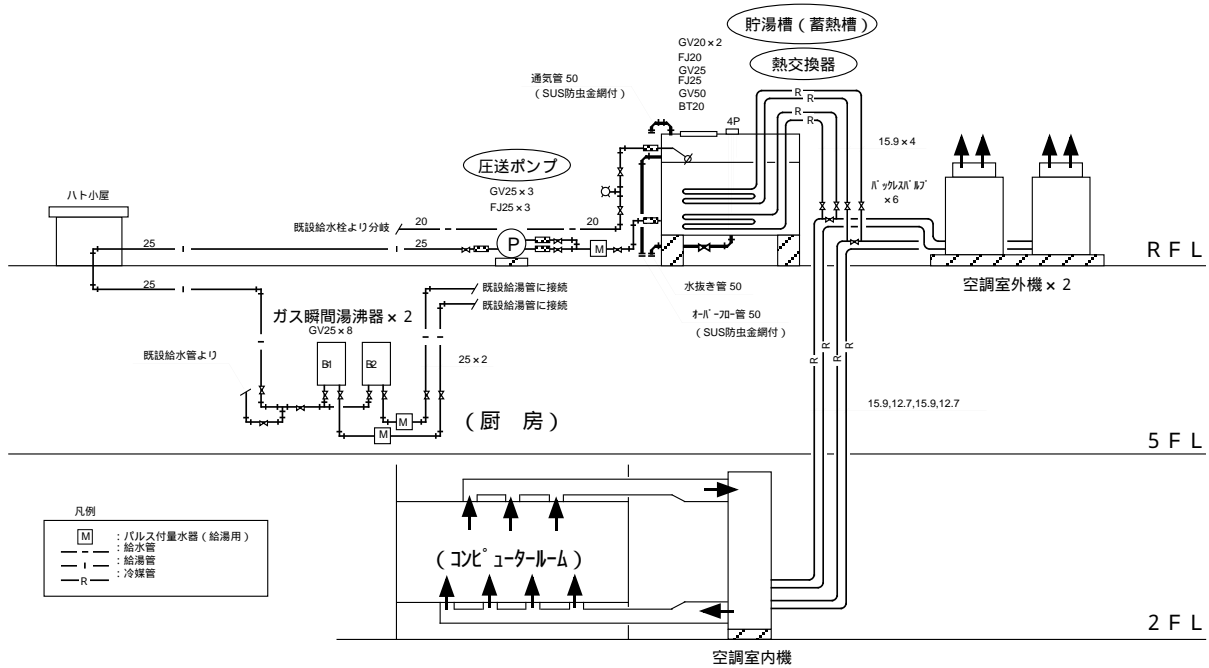 貯湯槽（蓄熱槽）
GV20×2
FJ20
GV25
FJ25
GV50
BT20
熱交換器
通気管 50
（SUS防虫金網付）
4P
R
R
R
R
15.9×4
バックレスバルブ
×6
圧送ポンプ
GV25×3
FJ25×3
ハト小屋
既設給水栓より分岐
20
20
25
25
P
M
RFL
空調室外機×2
水抜き管 50
オーバーフロー管 50
（SUS防虫金網付）
25
既設給湯管に接続
既設給湯管に接続
ガス瞬間湯沸器×2
GV25×8
既設給水管より
B1
B2
25×2
M
M
（厨　房）
R
R
R
R
15.9,12.7,15.9,12.7
5FL
凡例
M ：パルス付量水器（給湯用）
：給水管
：給湯管
R ：冷媒管
（コンピュータールーム）
2FL
空調室内機